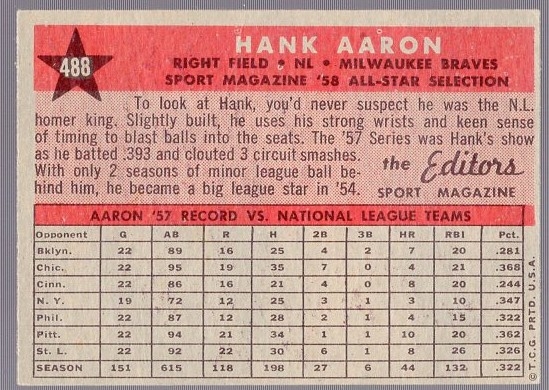 488
HANK AARON
RIGHT FIELD • NL • MILWAUKEE BRAVES
SPORT MAGAZINE '58 ALL-STAR SELECTION
To look at Hank, you'd never suspect he was the N.L.
homer king. Slightly built, he uses his strong wrists and keen sense
of timing to blast balls into the seats. The '57 Series was Hank's show
as he batted .393 and clouted 3 circuit smashes.
With only 2 seasons of minor league ball be-
hind him, he became a big league star in '54.
the Editors
SPORT MAGAZINE
AARON '57 RECORD VS. NATIONAL LEAGUE TEAMS
Opponent G AB R H 2B 3B HR RBI Pct.
Bklyn. 22 89 16 25 4 2 7 20 .281
Chic. 22 95 19 35 7 0 4 21 .368
Cinn. 22 86 16 21 4 0 8 20 .244
N. Y. 19 72 12 25 3 1 3 10 .347
Phil. 22 87 12 28 2 1 4 15 .322
Pitt. 22 94 21 34 4 1 10 20 .362
St. L. 22 92 22 30 3 1 8 26 .326
SEASON 151 615 118 198 27 6 44 132 .322
© T.C.G. PRTD. U.S.A.